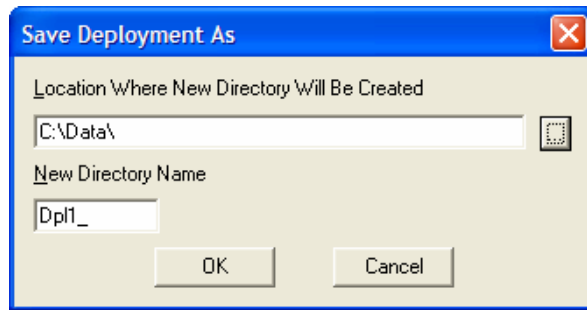 Save Deployment As
Location Where New Directory Will Be Created
C:\Data\
New Directory Name
Dpl1_
OK Cancel